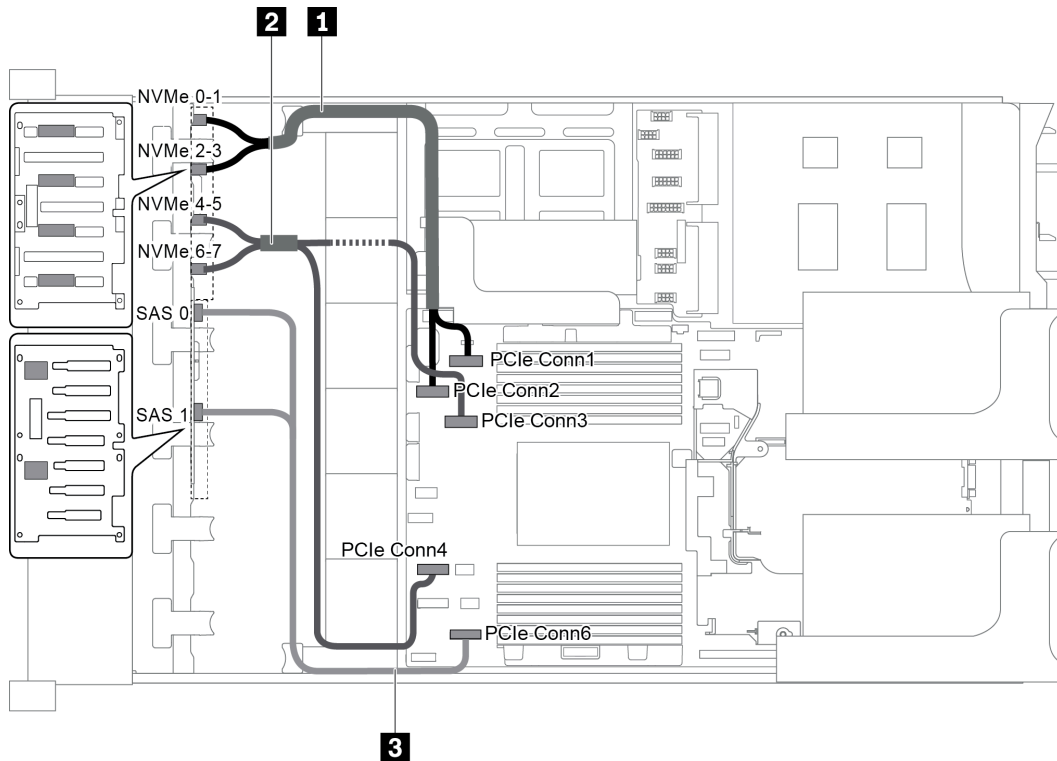 2
1
NVMe 0-1
NVMe 2-3
NVMe 4-5
NVMe 6-7
SAS 0
SAS 1
PCIe Conn1
PCIe Conn2
PCIe Conn3
PCIe Conn4
PCIe Conn6
3